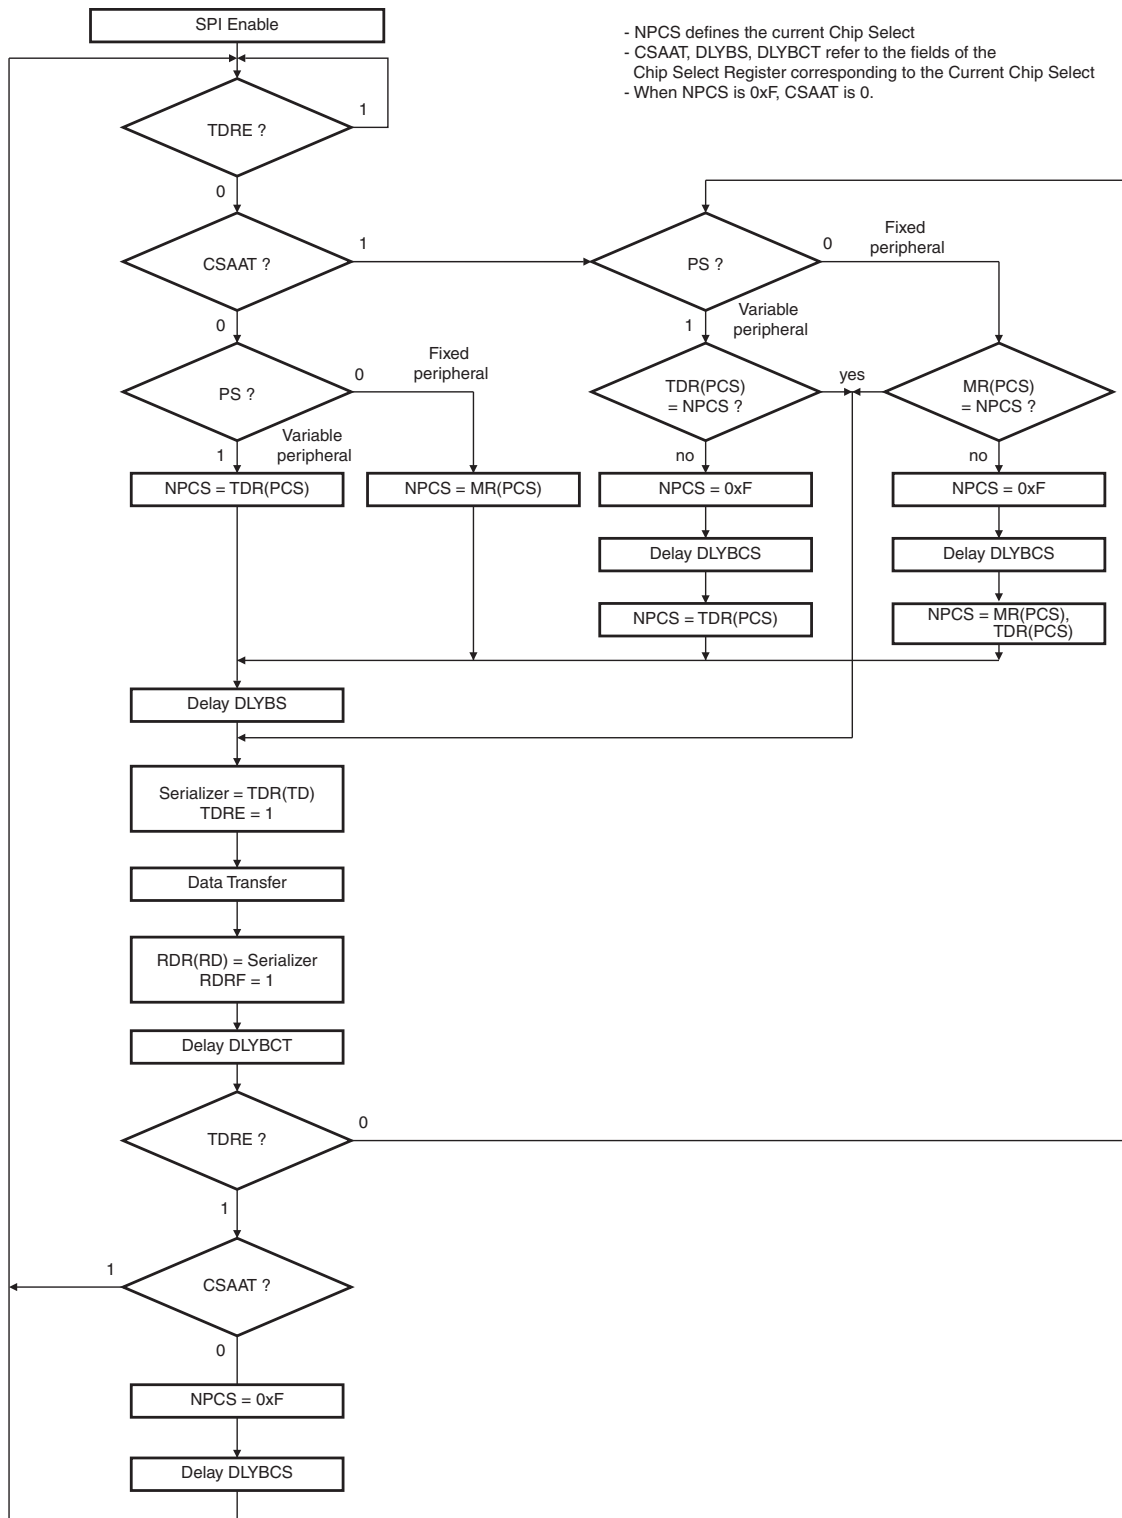 SPI Enable
- NPCS defines the current Chip Select
- CSAAT, DLYBS, DLYBCT refer to the fields of the
Chip Select Register corresponding to the Current Chip Select
- When NPCS is 0xF, CSAAT is 0.
1
TDRE ?
0
CSAAT ?
1
PS ?
0
Fixed
peripheral
0
1
Variable
peripheral
PS ?
0
Fixed
peripheral
TDR(PCS)
= NPCS ?
yes
MR(PCS)
= NPCS ?
1
Variable
peripheral
no
no
NPCS = TDR(PCS)
NPCS = MR(PCS)
NPCS = 0xF
NPCS = 0xF
Delay DLYBCS
Delay DLYBCS
NPCS = TDR(PCS)
NPCS = MR(PCS),
TDR(PCS)
Delay DLYBS
Serializer = TDR(TD)
TDRE = 1
Data Transfer
RDR(RD) = Serializer
RDRF = 1
Delay DLYBCT
TDRE ?
0
1
1
CSAAT ?
0
NPCS = 0xF
Delay DLYBCS